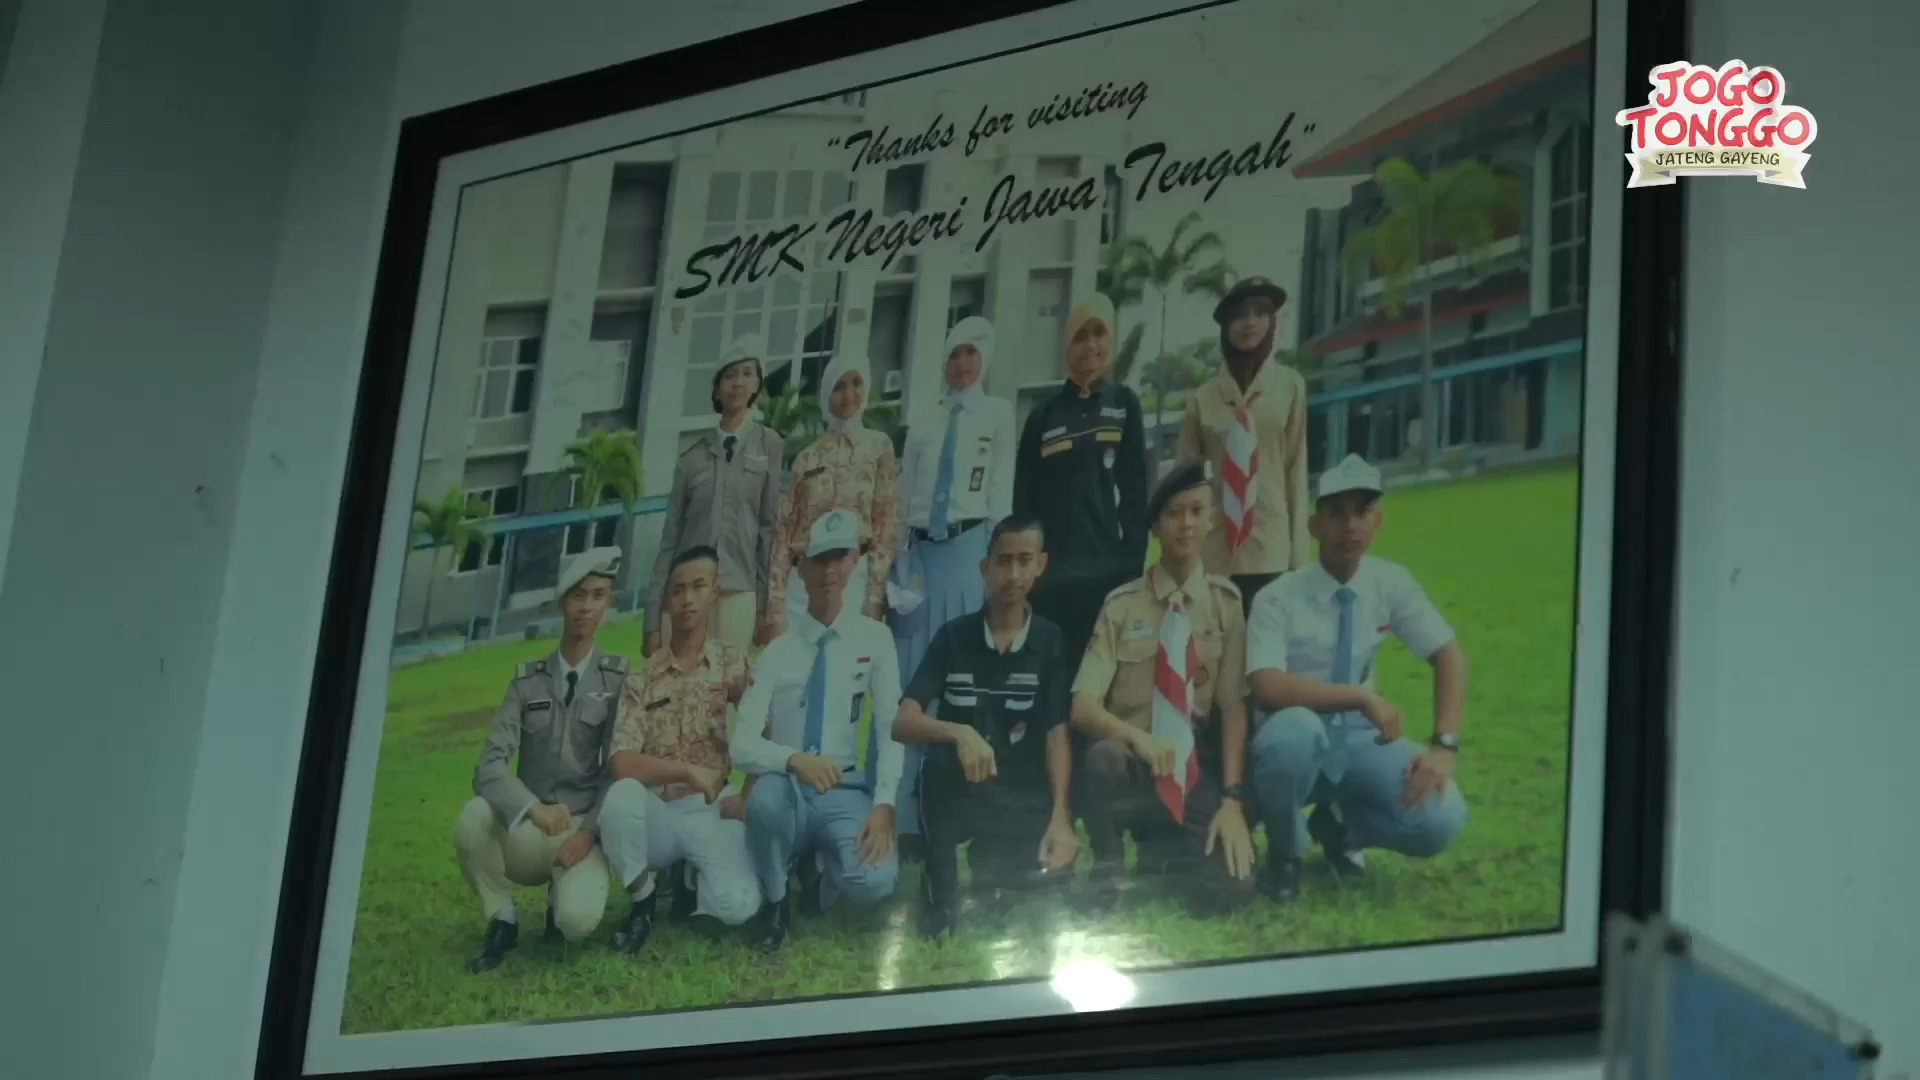 "Thanks for visiting
SMK Negeri Jawa Tengah"
JOGO
TONGGO
JATENG GAYENG